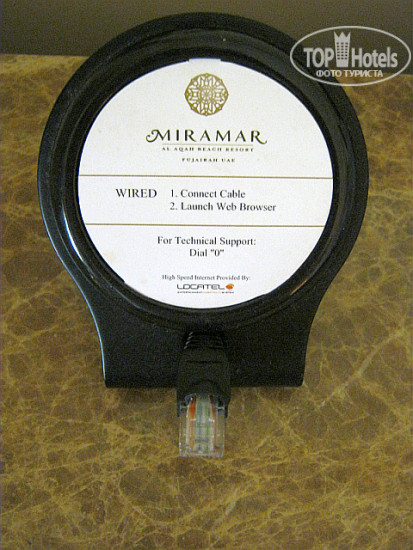 TOP Hotels
ФОТО ТУРИСТА
MIRAMAR
AL AQAH BEACH RESORT
FUJAIRAH UAE
WIRED 1. Connect Cable
2. Launch Web Browser
For Technical Support:
Dial "0"
High Speed Internet Provided By:
LOCATEL